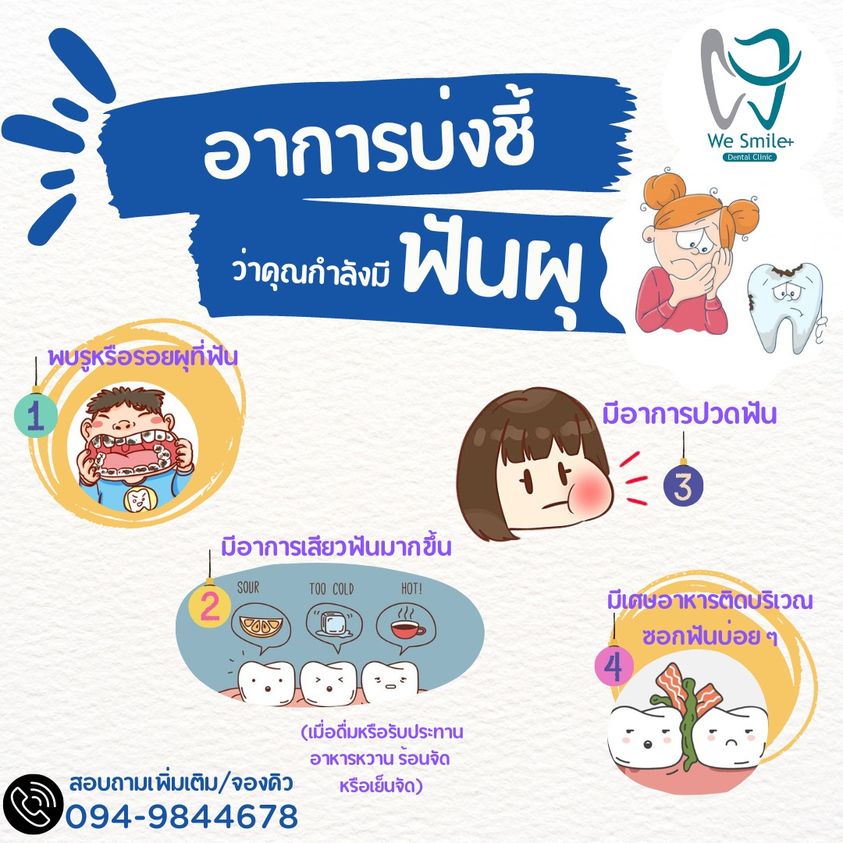 We Smile+
Dental Clinic
อาการบ่งชี้
ว่าคุณกำลังมี ฟันผุ
พบรูหรือรอยผุที่ฟัน
1
มีอาการปวดฟัน
3
มีอาการเสียวฟันมากขึ้น
2
SOUR
TOO COLD
HOT!
(เมื่อดื่มหรือรับประทาน
อาหารหวาน ร้อนจัด
หรือเย็นจัด)
มีเศษอาหารติดบริเวณ
ซอกฟันบ่อย ๆ
4
สอบถามเพิ่มเติม/จองคิว
094-9844678